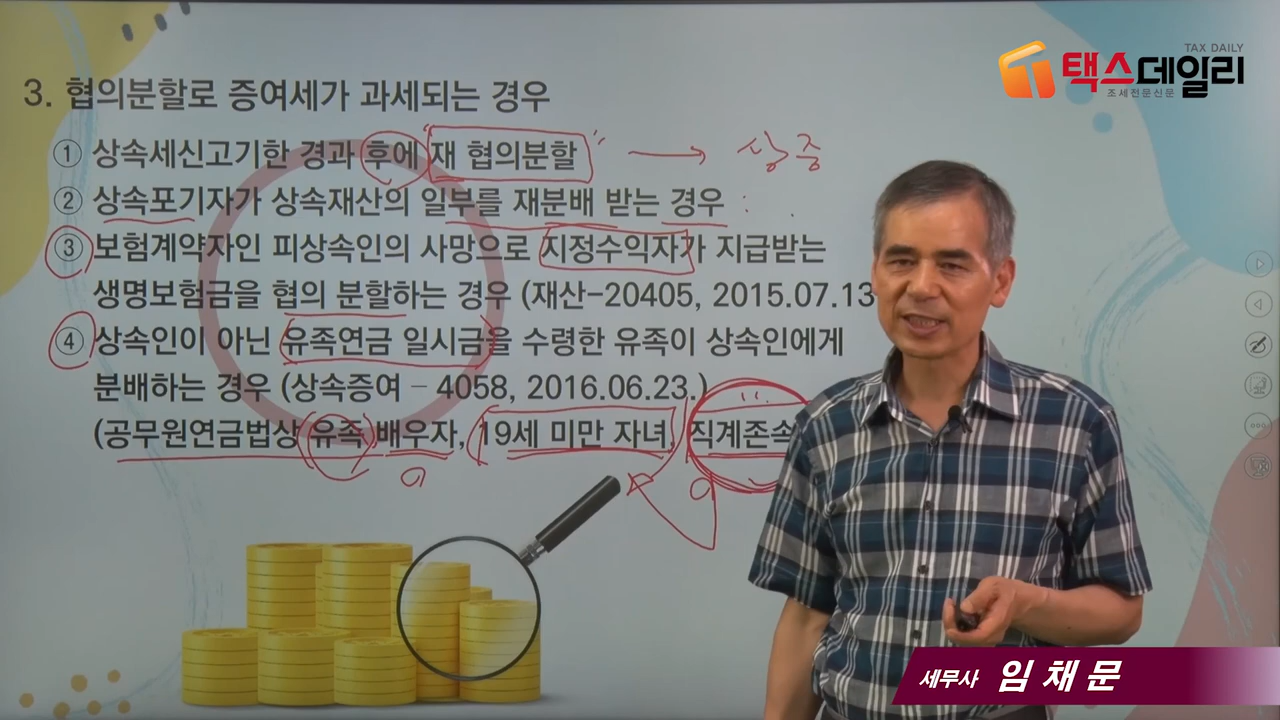 TAX DAILY
택스데일리
조세전문신문
3. 협의분할로 증여세가 과세되는 경우
① 상속세신고기한 경과 후에 "재 협의분할" → 상증
② 상속포기자가 상속재산의 일부를 재분배 받는 경우
③ 보험계약자인 피상속인의 사망으로 지정수익자가 지급받는
생명보험금을 협의 분할하는 경우 (재산-20405, 2015.07.13
④ 상속인이 아닌 유족연금 일시금을 수령한 유족이 상속인에게
분배하는 경우 (상속증여 – 4058, 2016.06.23.)
(공무원연금법상 유족 배우자, 19세 미만 자녀, 직계존속
세무사 임채문